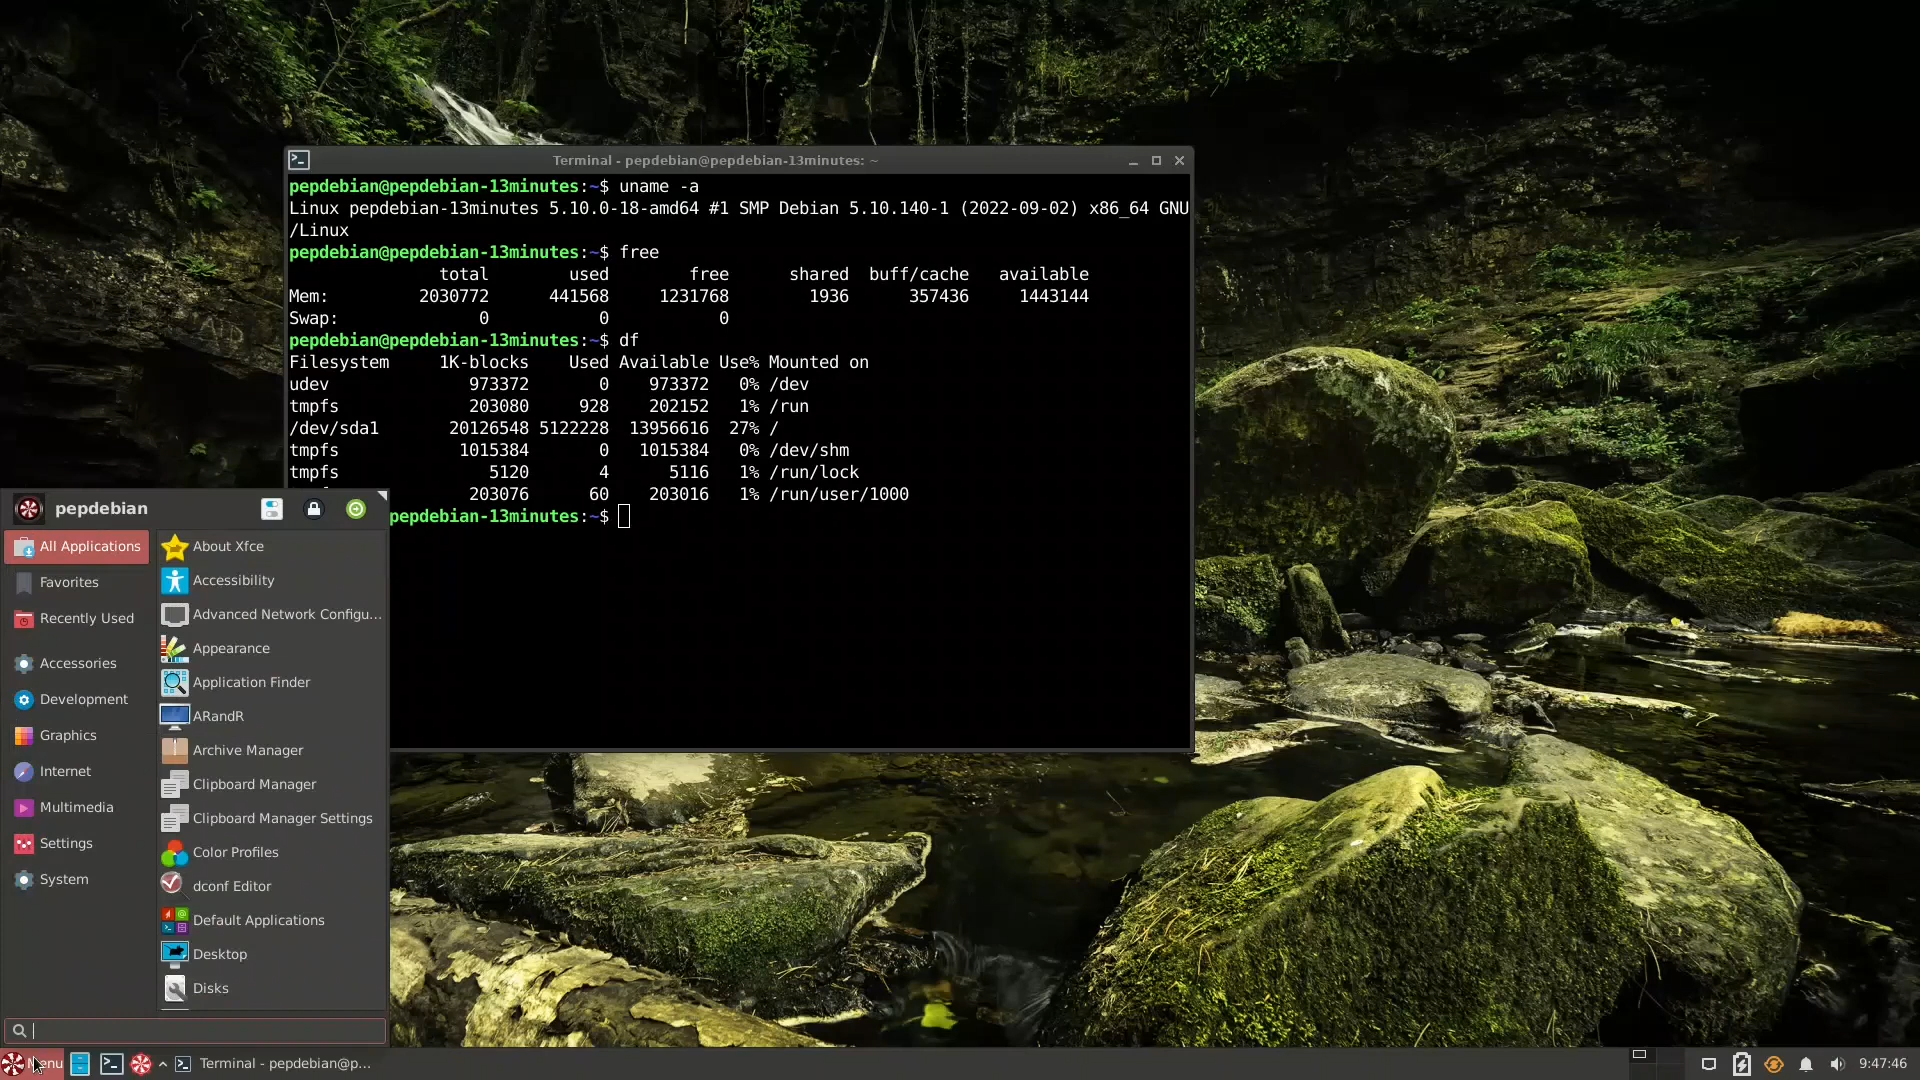 Terminal - pepdebian@pepdebian-13minutes: ~
pepdebian@pepdebian-13minutes:~$ uname -a
Linux pepdebian-13minutes 5.10.0-18-amd64 #1 SMP Debian 5.10.140-1 (2022-09-02) x86_64 GNU
/Linux
pepdebian@pepdebian-13minutes:~$ free
total used free shared buff/cache available
Mem: 2030772 441568 1231768 1936 357436 1443144
Swap: 0 0 0
pepdebian@pepdebian-13minutes:~$ df
Filesystem 1K-blocks Used Available Use% Mounted on
udev 973372 0 973372 0% /dev
tmpfs 203080 928 202152 1% /run
/dev/sda1 20126548 5122228 13956616 27% /
tmpfs 1015384 0 1015384 0% /dev/shm
tmpfs 5120 4 5116 1% /run/lock
203076 60 203016 1% /run/user/1000
pepdebian-13minutes:~$
pepdebian
All Applications
Favorites
Recently Used
Accessories
Development
Graphics
Internet
Multimedia
Settings
System
About Xfce
Accessibility
Advanced Network Configu...
Appearance
Application Finder
ARandR
Archive Manager
Clipboard Manager
Clipboard Manager Settings
Color Profiles
dconf Editor
Default Applications
Desktop
Disks
Menu
Terminal - pepdebian@p...
9:47:46